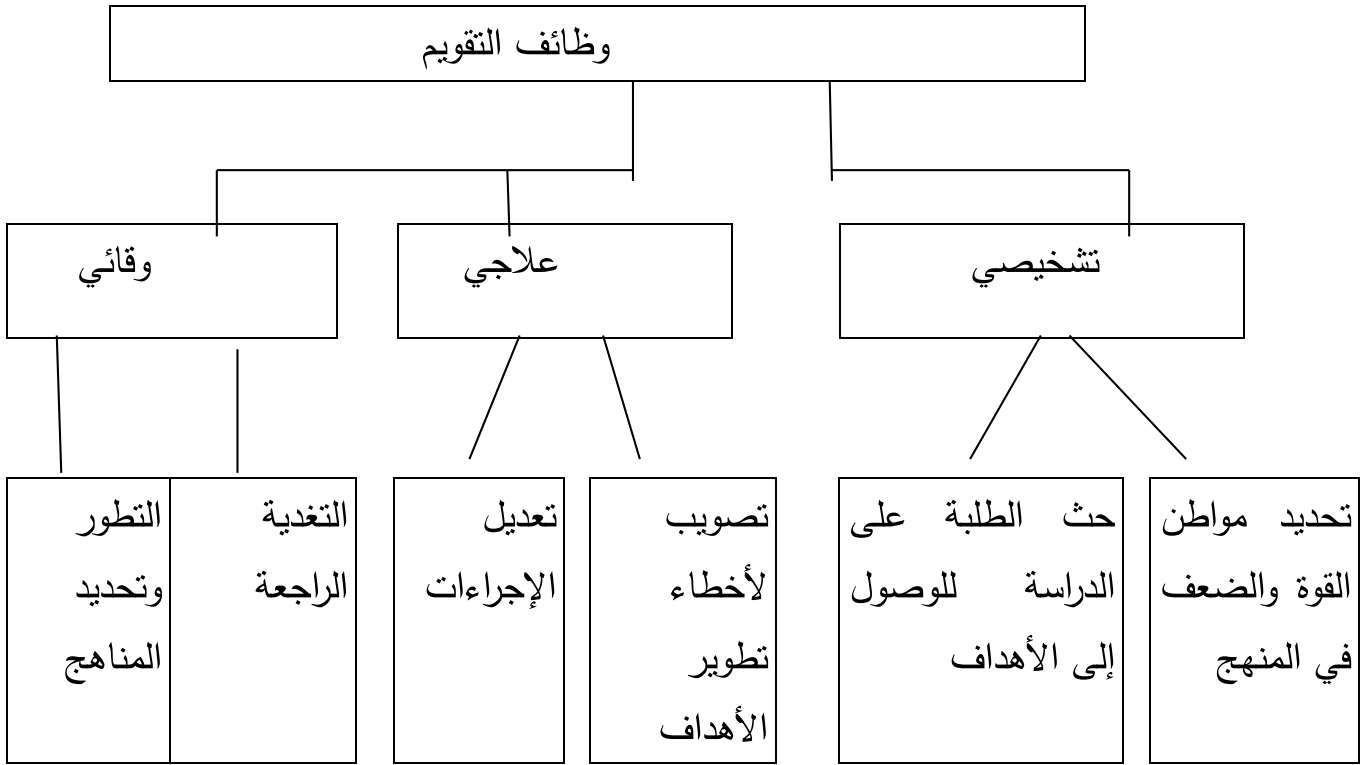 وظائف التقويم
تشخيصي
علاجي
وقائي
تحديد مواطن
القوة والضعف
في المنهج
حث الطلبة على
الدراسة للوصول
إلى الأهداف
تصويب
لأخطاء
تطوير
الأهداف
تعديل
الإجراءات
التغدية
الراجعة
التطور
وتحديد
المناهج